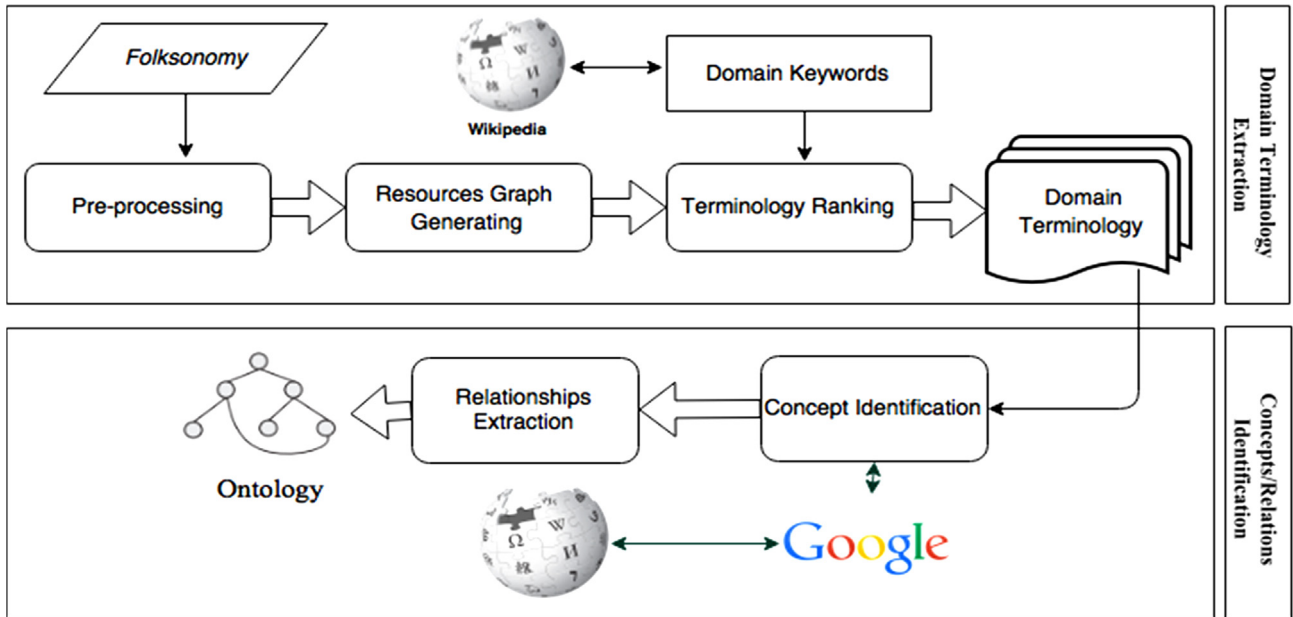 Folksonomy
Wikipedia
Domain Keywords
Pre-processing
Resources Graph
Generating
Terminology Ranking
Domain
Terminology
Domain Terminology
Extraction
Ontology
Relationships
Extraction
Concept Identification
Google
Concepts/Relations
Identification